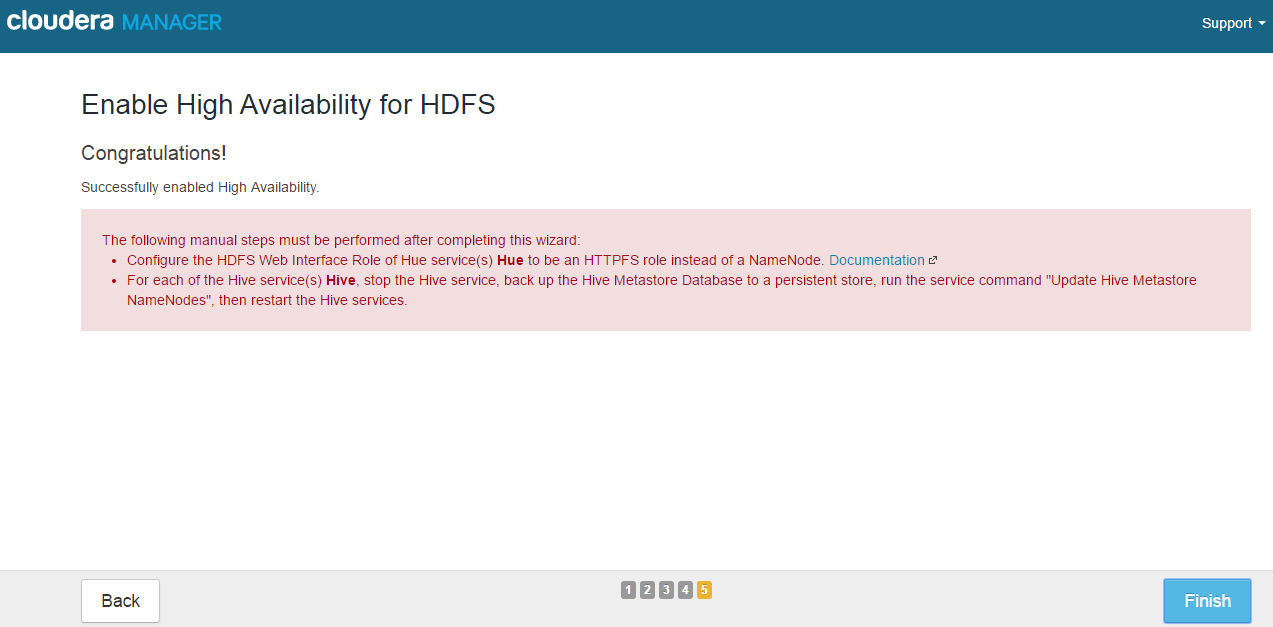 cloudera MANAGER
Support
Enable High Availability for HDFS
Congratulations!
Successfully enabled High Availability.
The following manual steps must be performed after completing this wizard:
• Configure the HDFS Web Interface Role of Hue service(s) Hue to be an HTTPFS role instead of a NameNode. Documentation
• For each of the Hive service(s) Hive, stop the Hive service, back up the Hive Metastore Database to a persistent store, run the service command "Update Hive Metastore
NameNodes", then restart the Hive services.
Back
1 2 3 4 5
Finish